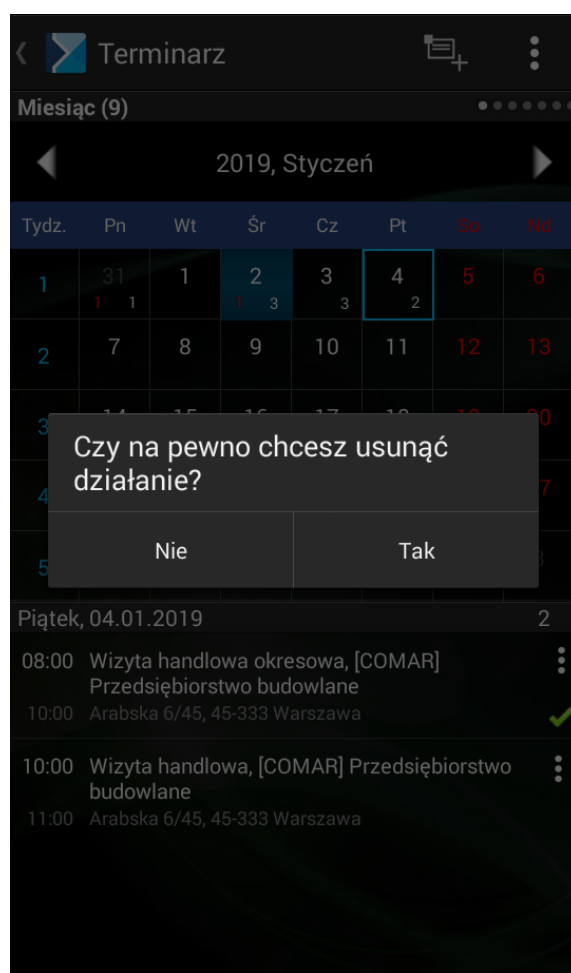 Terminarz
Miesiąc (9)
2019, Styczeń
Tydz. Pn Wt Śr Cz Pt So Nd
1 31 1 2 3 4 5 6
1 1 1 3 3 2
2 7 8 9 10 11 12 13
3
Czy na pewno chcesz usunąć
działanie?
4
Nie Tak
5
Piątek, 04.01.2019 2
08:00 Wizyta handlowa okresowa, [COMAR]
Przedsiębiorstwo budowlane
10:00 Arabska 6/45, 45-333 Warszawa
10:00 Wizyta handlowa, [COMAR] Przedsiębiorstwo
budowlane
11:00 Arabska 6/45, 45-333 Warszawa